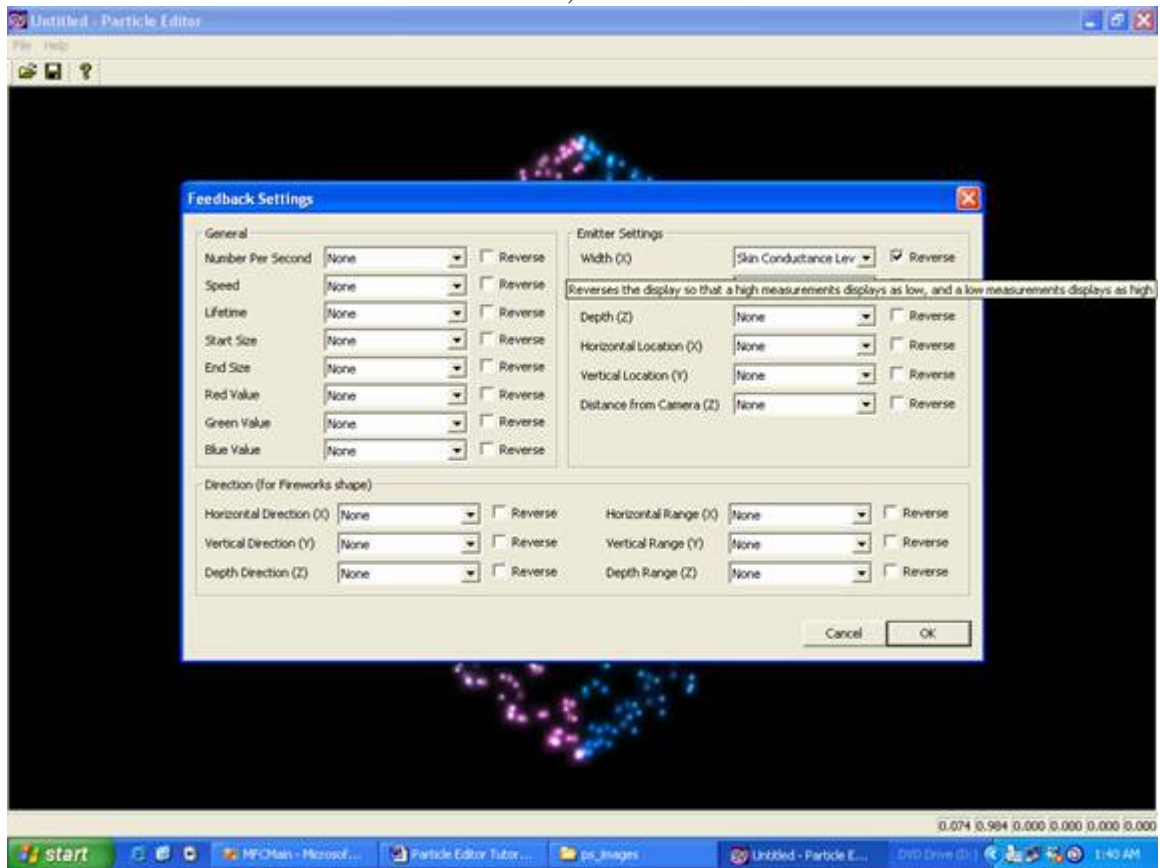 Untitled - Particle Editor
File Help
Feedback Settings
General
Number Per Second None Reverse
Speed None Reverse
Lifetime None Reverse
Start Size None Reverse
End Size None Reverse
Red Value None Reverse
Green Value None Reverse
Blue Value None Reverse
Emitter Settings
Width (X) Skin Conductance Lev Reverse
Reverses the display so that a high measurements displays as low, and a low measurements displays as high
Depth (Z) None Reverse
Horizontal Location (X) None Reverse
Vertical Location (Y) None Reverse
Distance from Camera (Z) None Reverse
Direction (for Fireworks shape)
Horizontal Direction (X) None Reverse Horizontal Range (X) None Reverse
Vertical Direction (Y) None Reverse Vertical Range (Y) None Reverse
Depth Direction (Z) None Reverse Depth Range (Z) None Reverse
Cancel OK
0.074 0.984 0.000 0.000 0.000 0.000
start MFCMain - Microsof... Particle Editor Tutor... ps_images Untitled - Particle E... DVD Drive (D:) 1:40 AM